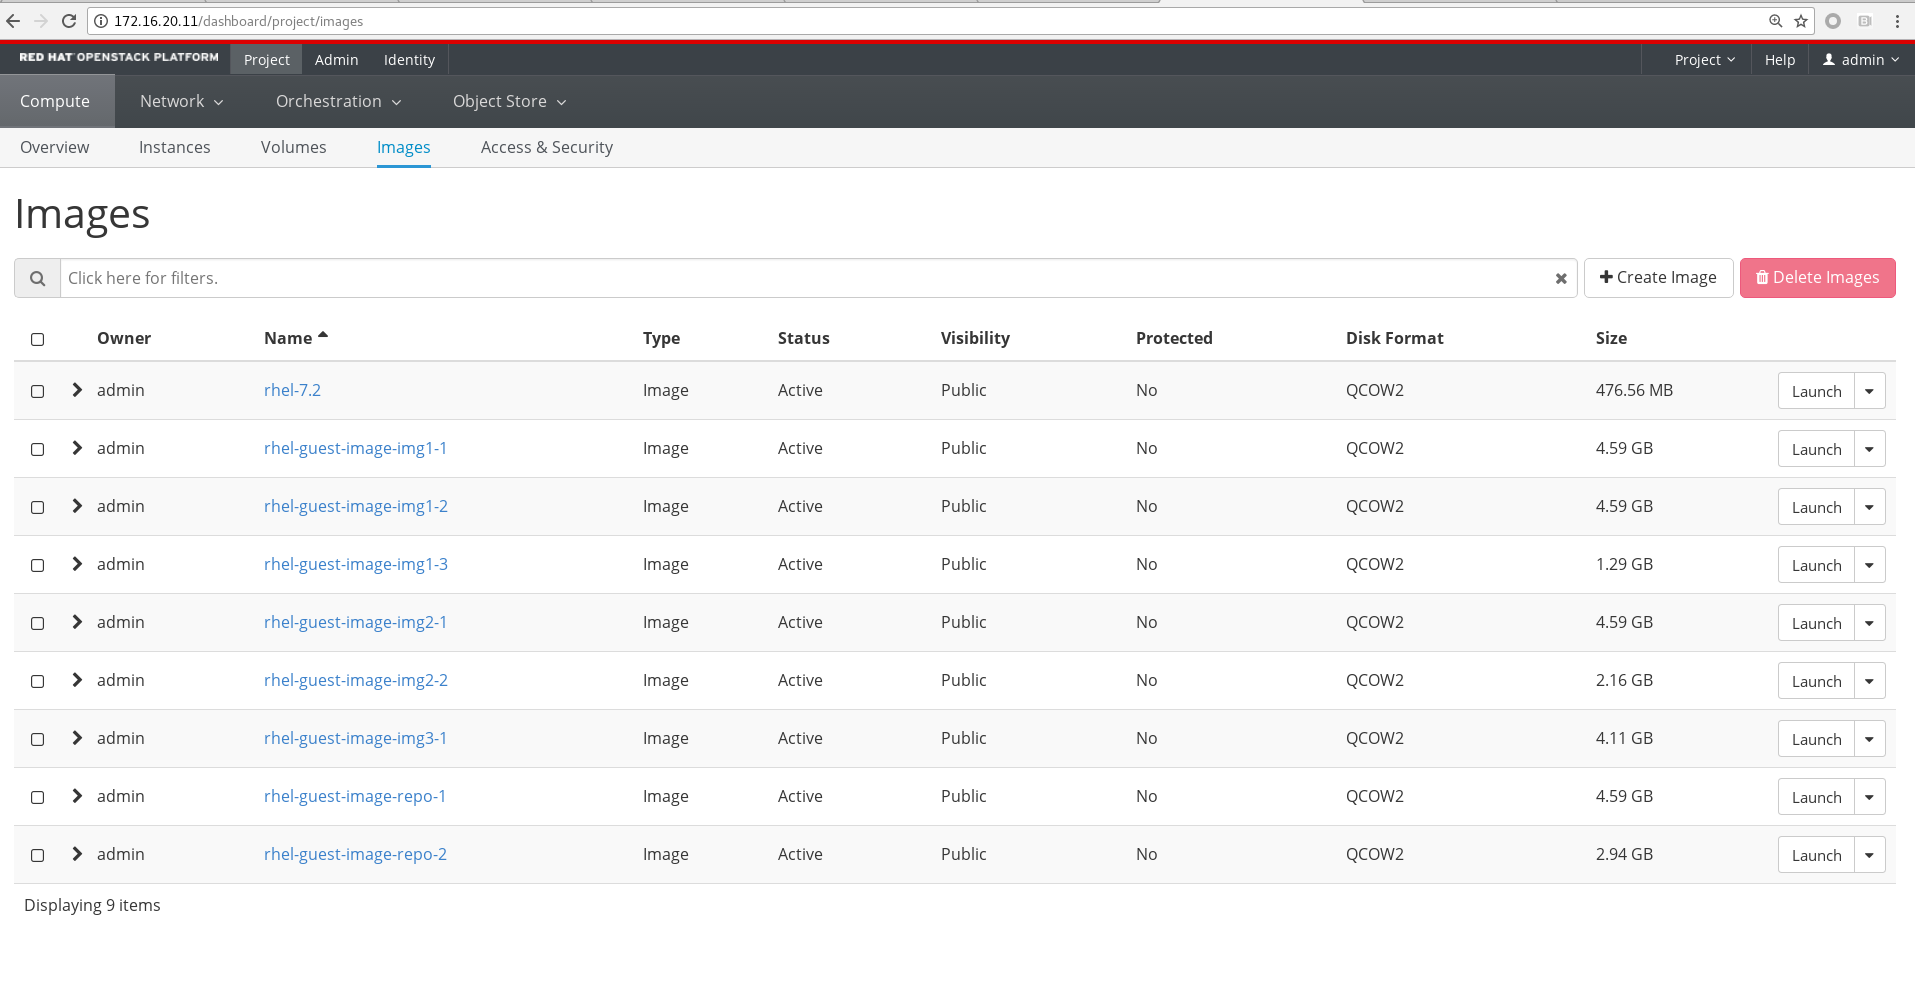 172.16.20.11/dashboard/project/images
RED HAT OPENSTACK PLATFORM Project Admin Identity Project Help admin
Compute Network Orchestration Object Store
Overview Instances Volumes Images Access & Security
Images
Click here for filters. Create Image Delete Images
Owner Name Type Status Visibility Protected Disk Format Size
admin rhel-7.2 Image Active Public No QCOW2 476.56 MB Launch
admin rhel-guest-image-img1-1 Image Active Public No QCOW2 4.59 GB Launch
admin rhel-guest-image-img1-2 Image Active Public No QCOW2 4.59 GB Launch
admin rhel-guest-image-img1-3 Image Active Public No QCOW2 1.29 GB Launch
admin rhel-guest-image-img2-1 Image Active Public No QCOW2 4.59 GB Launch
admin rhel-guest-image-img2-2 Image Active Public No QCOW2 2.16 GB Launch
admin rhel-guest-image-img3-1 Image Active Public No QCOW2 4.11 GB Launch
admin rhel-guest-image-repo-1 Image Active Public No QCOW2 4.59 GB Launch
admin rhel-guest-image-repo-2 Image Active Public No QCOW2 2.94 GB Launch
Displaying 9 items